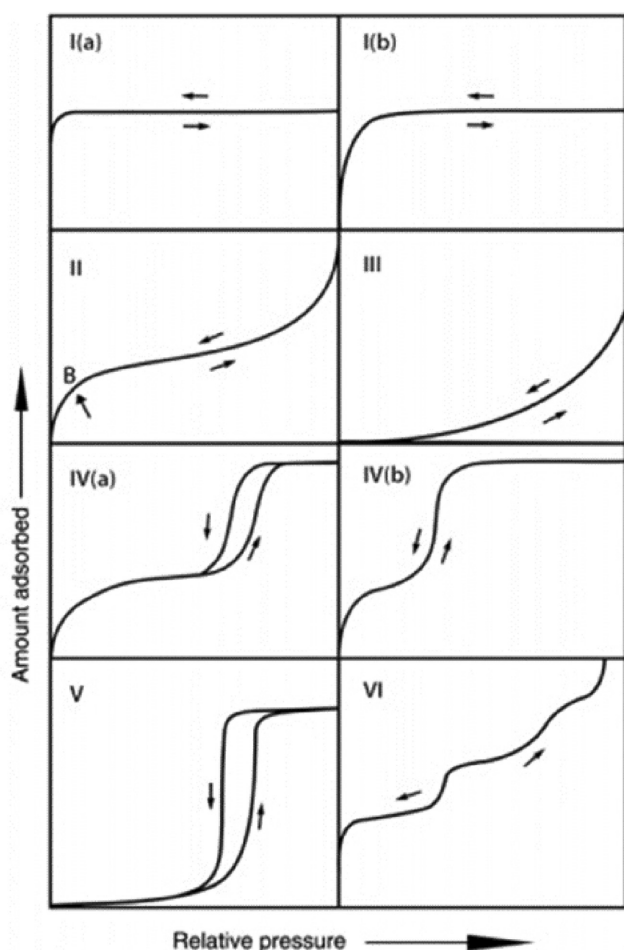 I(a)
I(b)
II
III
B
IV(a)
IV(b)
V
VI
Amount adsorbed
Relative pressure